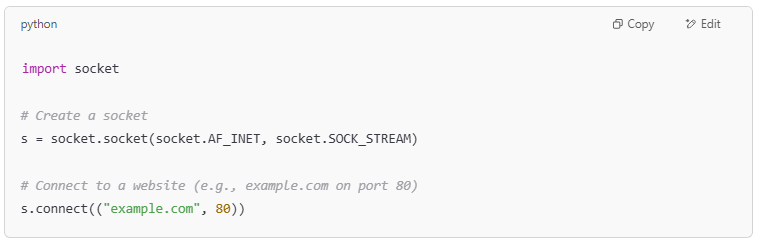 python
Copy
Edit
import socket
# Create a socket
s = socket.socket(socket.AF_INET, socket.SOCK_STREAM)
# Connect to a website (e.g., example.com on port 80)
s.connect(("example.com", 80))